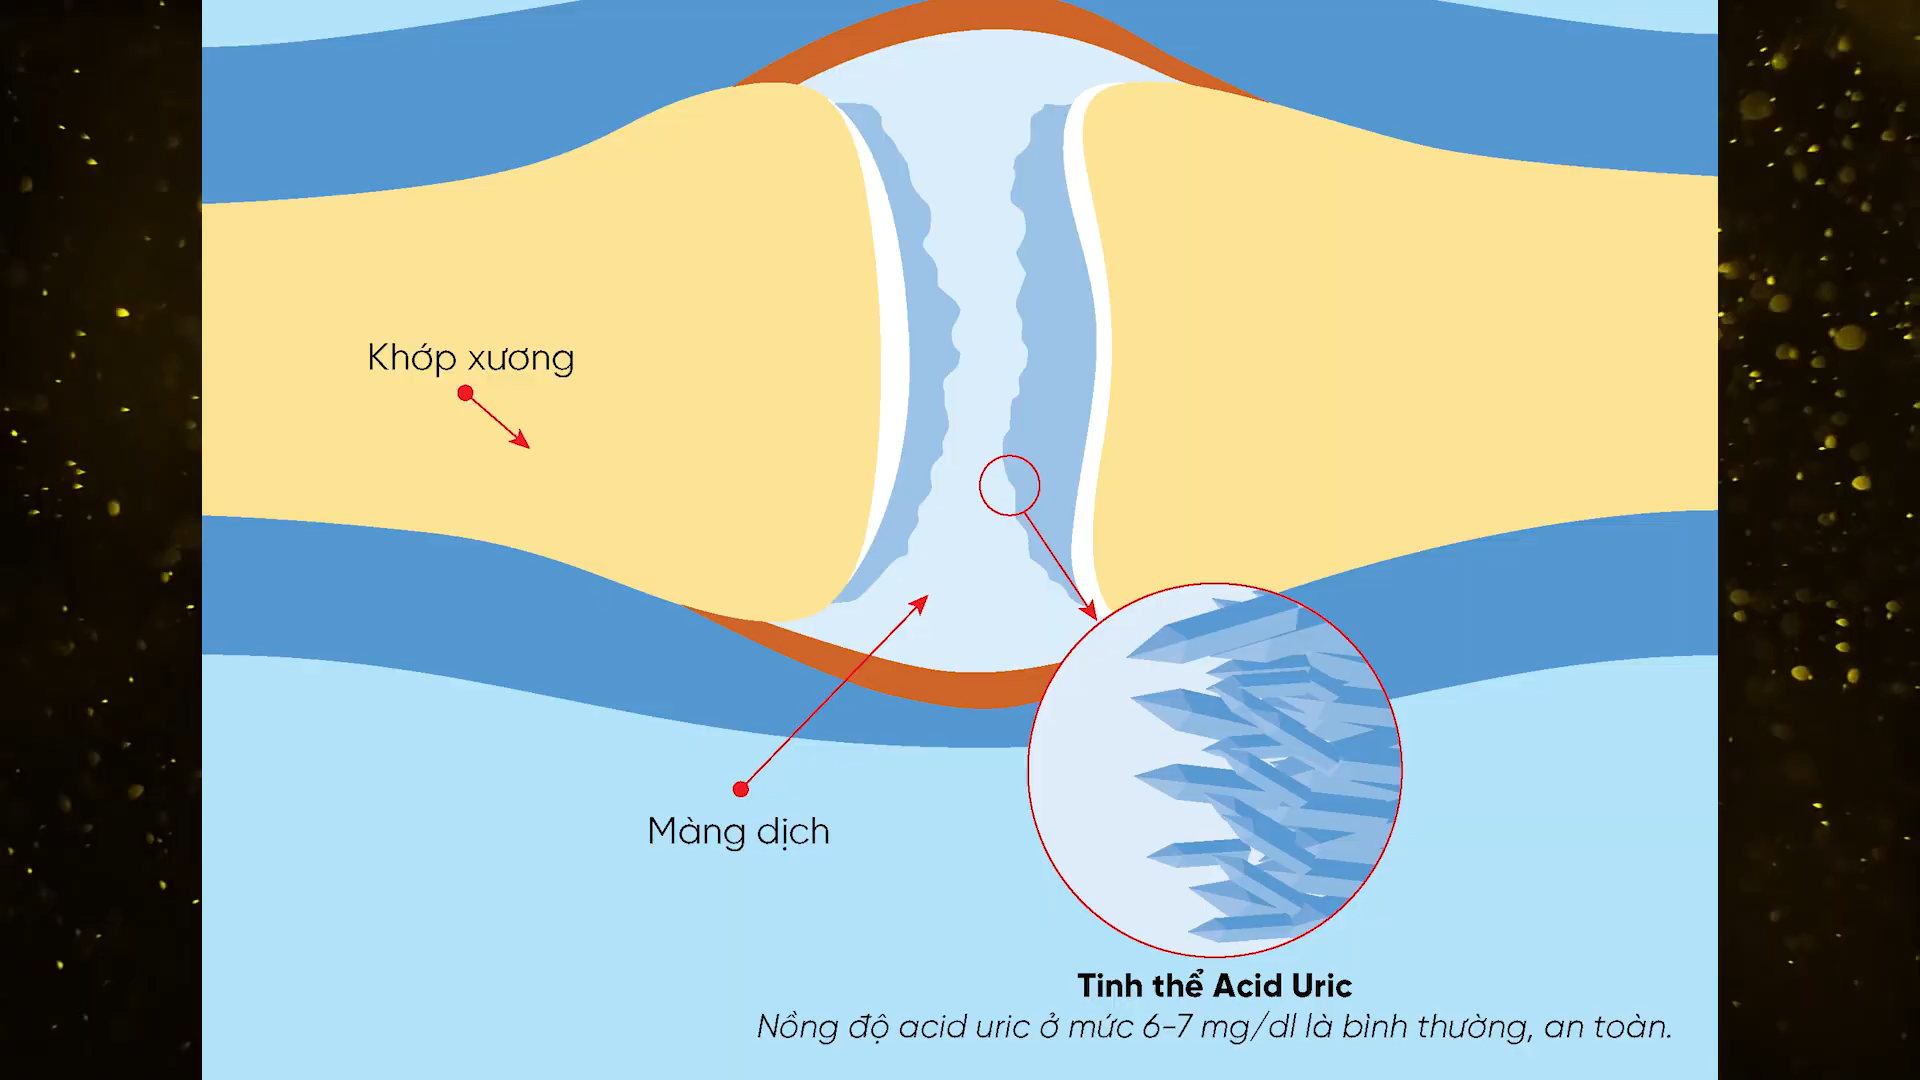 Khớp xương
Màng dịch
Tinh thể Acid Uric
Nồng độ acid uric ở mức 6-7 mg/dl là bình thường, an toàn.